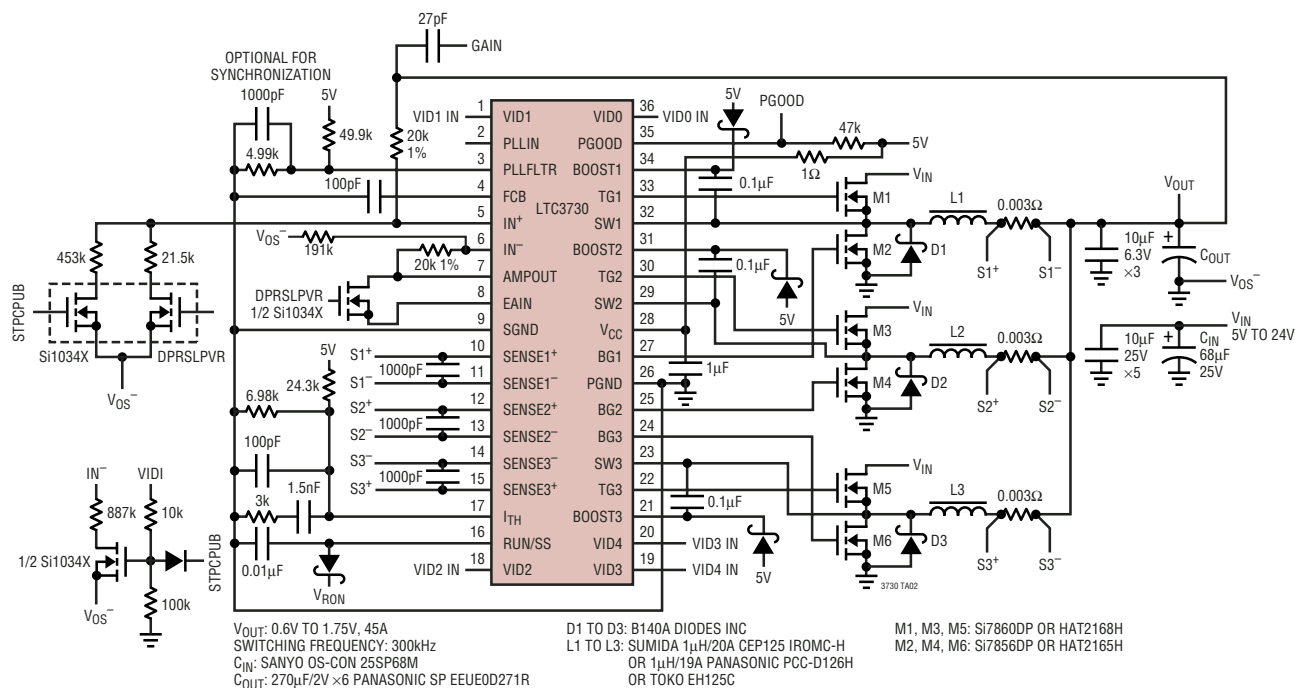 27pF
GAIN
OPTIONAL FOR
SYNCHRONIZATION
1000pF
5V
49.9k
4.99k
20k
1%
100pF
VID1 IN
453k
21.5k
STPCPUB
Si1034X
DPRSLPVR
VOS−
VOS−
191k
20k 1%
DPRSLPVR
1/2 Si1034X
5V
24.3k
6.98k
100pF
1.5nF
3k
0.01µF
VRON
VID2 IN
S1+
1000pF
S1−
S2+
1000pF
S2−
S3−
1000pF
S3+
IN−
VIDI
887k
10k
1/2 Si1034X
STPCPUB
100k
VOS−
LTC3730
1 VID1
2 PLLIN
3 PLLFLTR
4 FCB
5 IN+
6 IN−
7 AMPOUT
8 EAIN
9 SGND
10 SENSE1+
11 SENSE1−
12 SENSE2+
13 SENSE2−
14 SENSE3−
15 SENSE3+
17 ITH
16 RUN/SS
18 VID2
VID0 36
PGOOD 35
BOOST1 34
TG1 33
SW1 32
BOOST2 31
TG2 30
SW2 29
VCC 28
BG1 27
PGND 26
BG2 25
BG3 24
SW3 23
TG3 22
BOOST3 21
VID4 20
VID3 19
VID0 IN
5V
PGOOD
47k
5V
1Ω
0.1µF
0.1µF
5V
1µF
0.1µF
5V
VID3 IN
VID4 IN
VIN
M1
M2
D1
L1
0.003Ω
S1+
S1−
VIN
M3
M4
D2
L2
0.003Ω
S2+
S2−
VIN
M5
M6
D3
L3
0.003Ω
S3+
S3−
VOUT
10µF
6.3V
×3
+
COUT
VOS−
VIN
5V TO 24V
10µF
25V
×5
+
CIN
68µF
25V
3730 TA02
VOUT: 0.6V TO 1.75V, 45A
SWITCHING FREQUENCY: 300kHz
CIN: SANYO OS-CON 25SP68M
COUT: 270µF/2V ×6 PANASONIC SP EEUE0D271R
D1 TO D3: B140A DIODES INC
L1 TO L3: SUMIDA 1µH/20A CEP125 IROMC-H
OR 1µH/19A PANASONIC PCC-D126H
OR TOKO EH125C
M1, M3, M5: Si7860DP OR HAT2168H
M2, M4, M6: Si7856DP OR HAT2165H